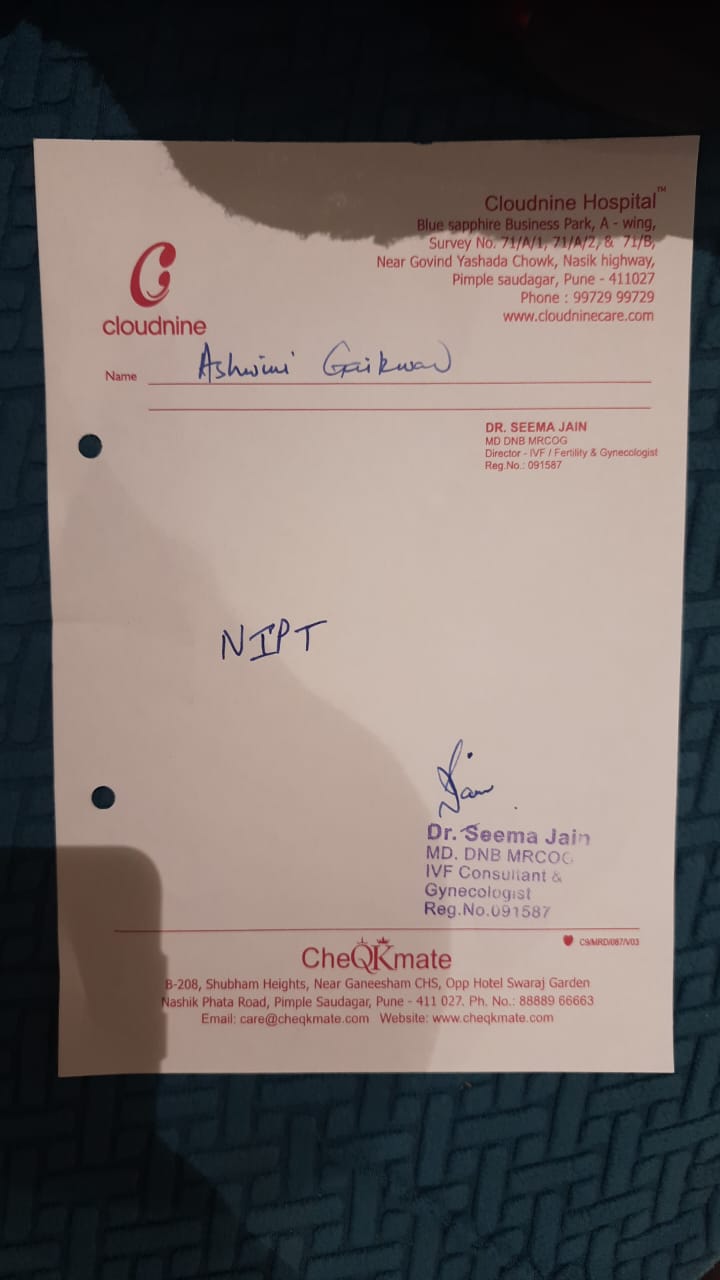 Cloudnine Hospital™
Blue sapphire Business Park, A - wing,
Survey No. 71/A/1, 71/A/2, & 71/B,
Near Govind Yashada Chowk, Nasik highway,
Pimple saudagar, Pune - 411027
Phone : 99729 99729
www.cloudninecare.com
cloudnine
Name Ashwini Gaikwad
DR. SEEMA JAIN
MD DNB MRCOG
Director - IVF / Fertility & Gynecologist
Reg.No.: 091587
NIPT
Jain
Dr. Seema Jain
MD. DNB MRCOG
IVF Consultant &
Gynecologist
Reg.No.091587
C9/MRD/087/V03
CheQKmate
B-208, Shubham Heights, Near Ganeesham CHS, Opp Hotel Swaraj Garden
Nashik Phata Road, Pimple Saudagar, Pune - 411 027. Ph. No.: 88889 66663
Email: care@cheqkmate.com Website: www.cheqkmate.com